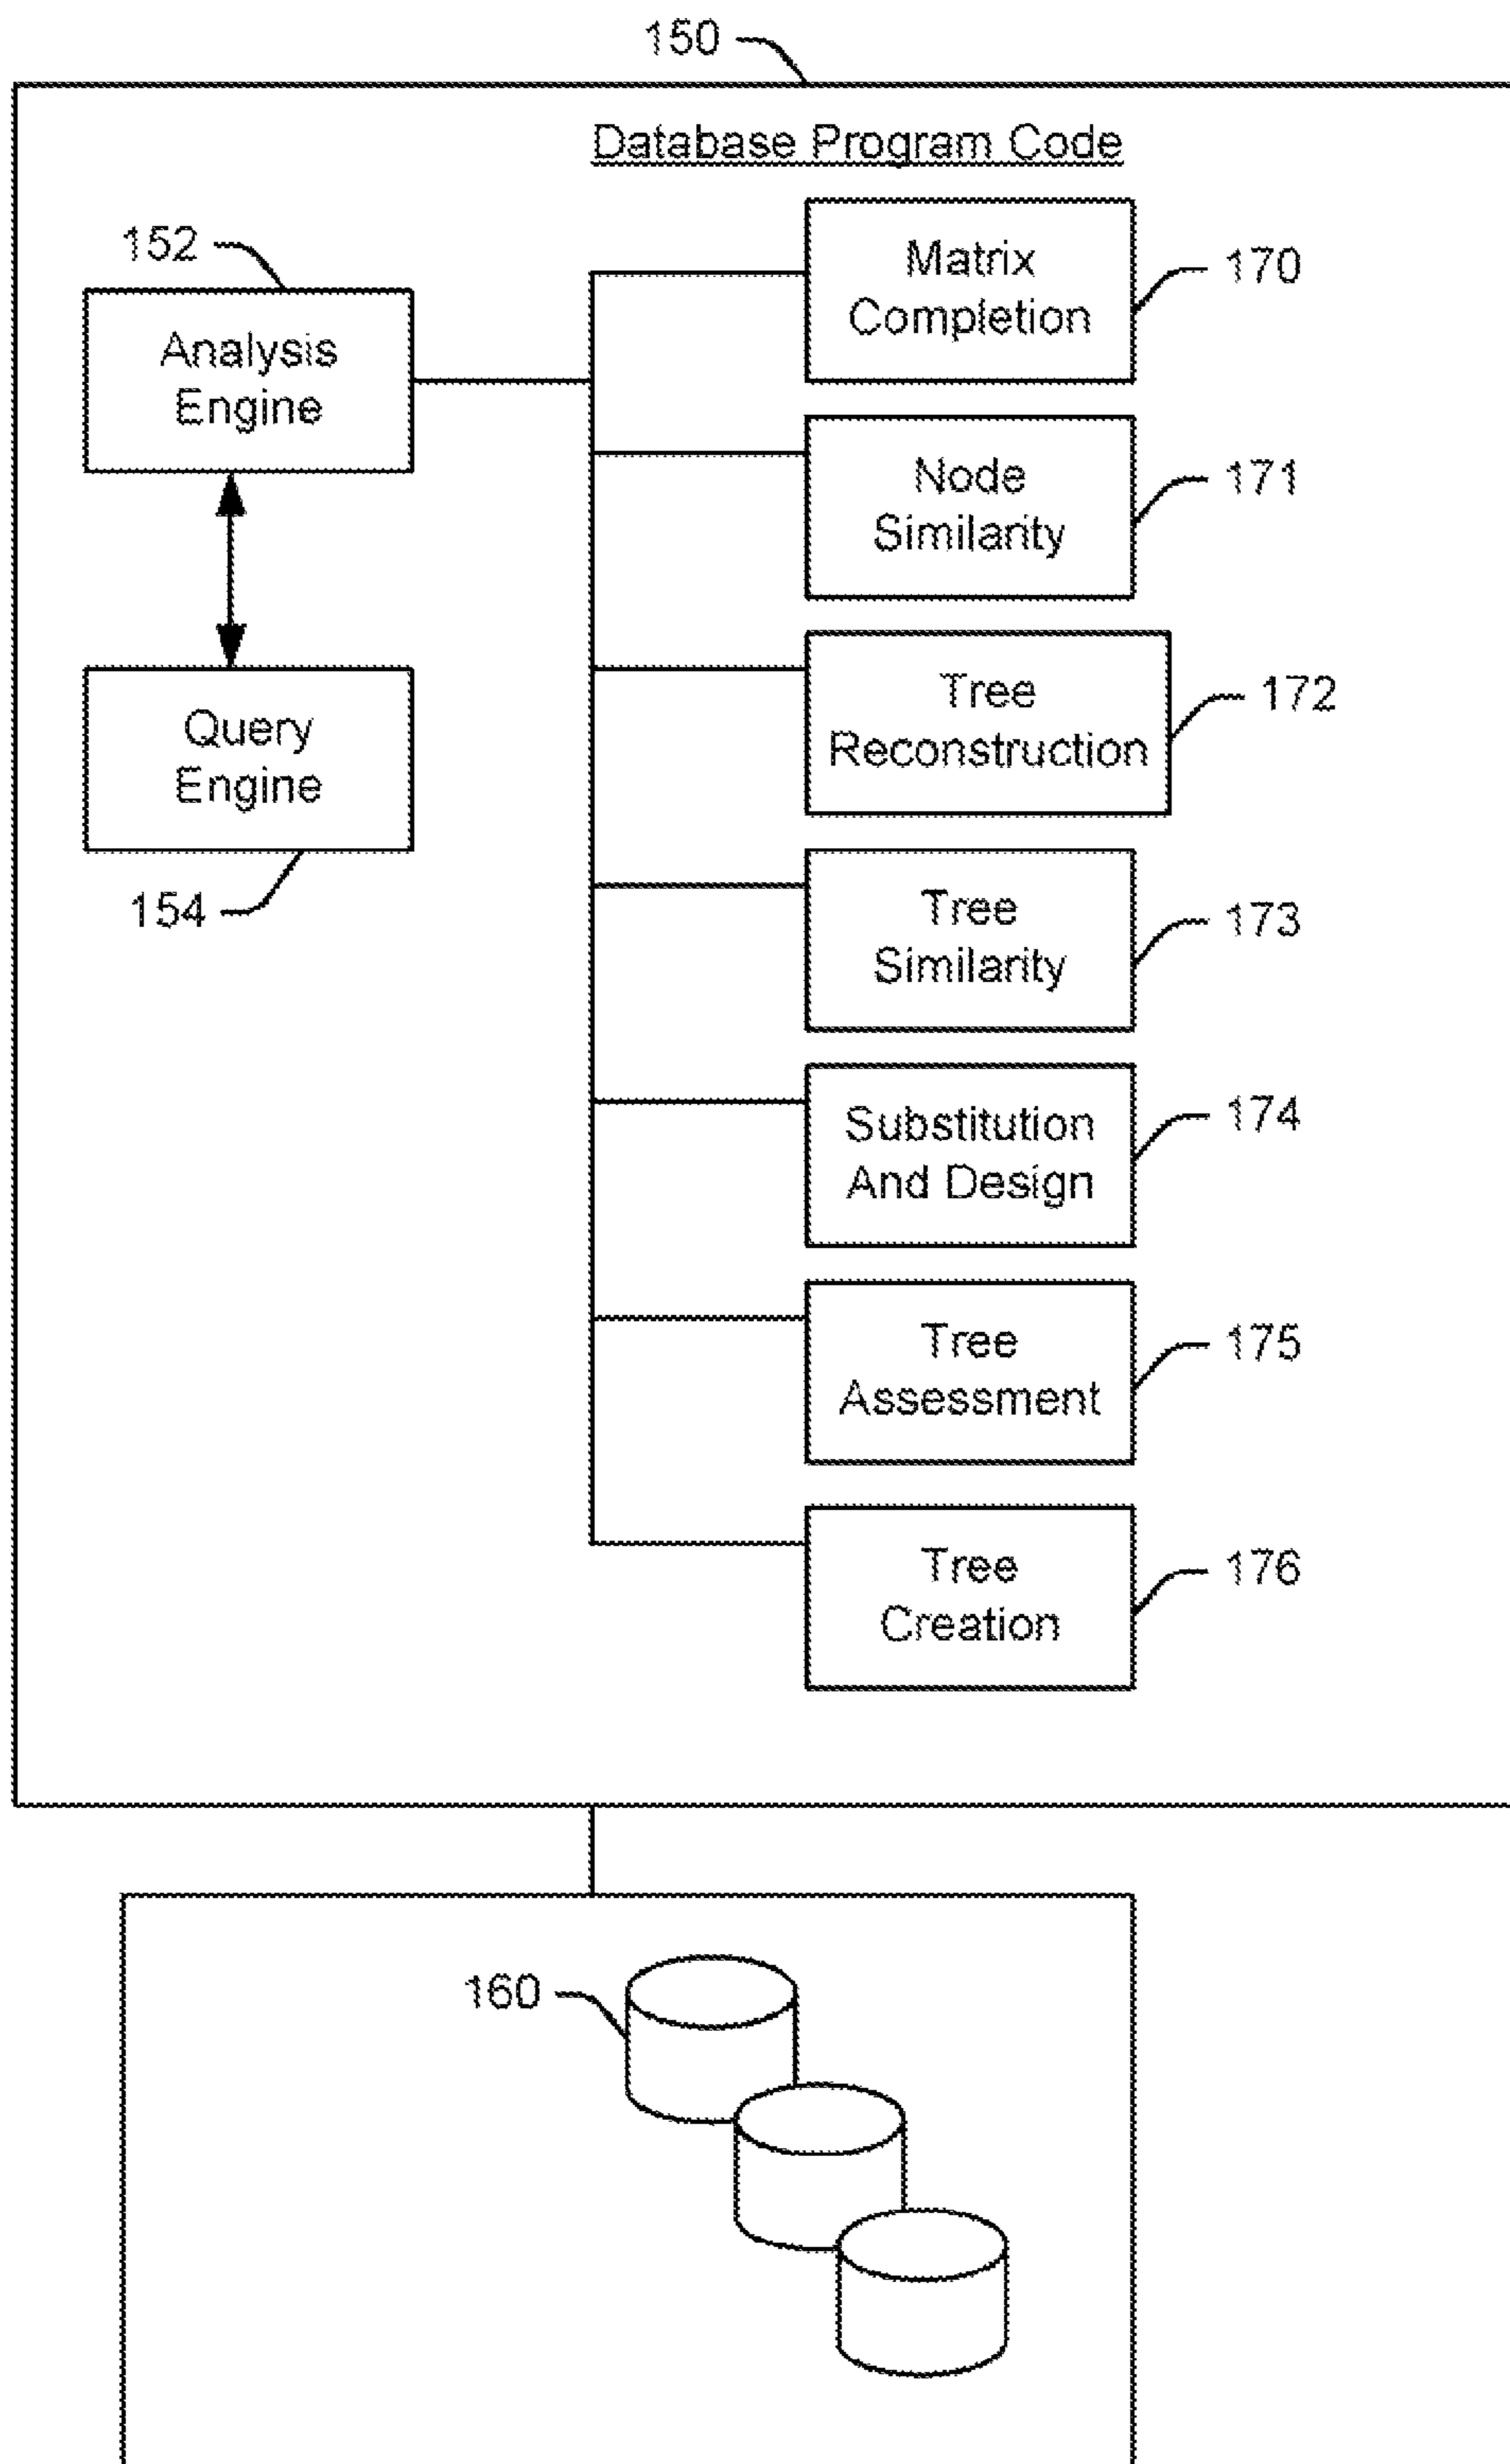 150
Database Program Code
152
Analysis
Engine
Query
Engine
154
Matrix
Completion
170
Node
Similarity
171
Tree
Reconstruction
172
Tree
Similarity
173
Substitution
And Design
174
Tree
Assessment
175
Tree
Creation
176
160